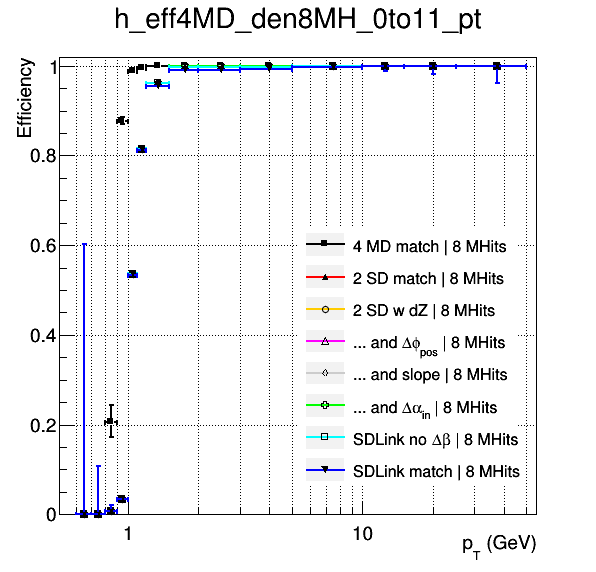 h_eff4MD_den8MH_0to11_pt
Efficiency
1
0.8
0.6
0.4
0.2
0
4 MD match | 8 MHits
2 SD match | 8 MHits
2 SD w dZ | 8 MHits
... and Δϕpos | 8 MHits
... and slope | 8 MHits
... and Δαin | 8 MHits
SDLink no Δβ | 8 MHits
SDLink match | 8 MHits
1 10
pT (GeV)